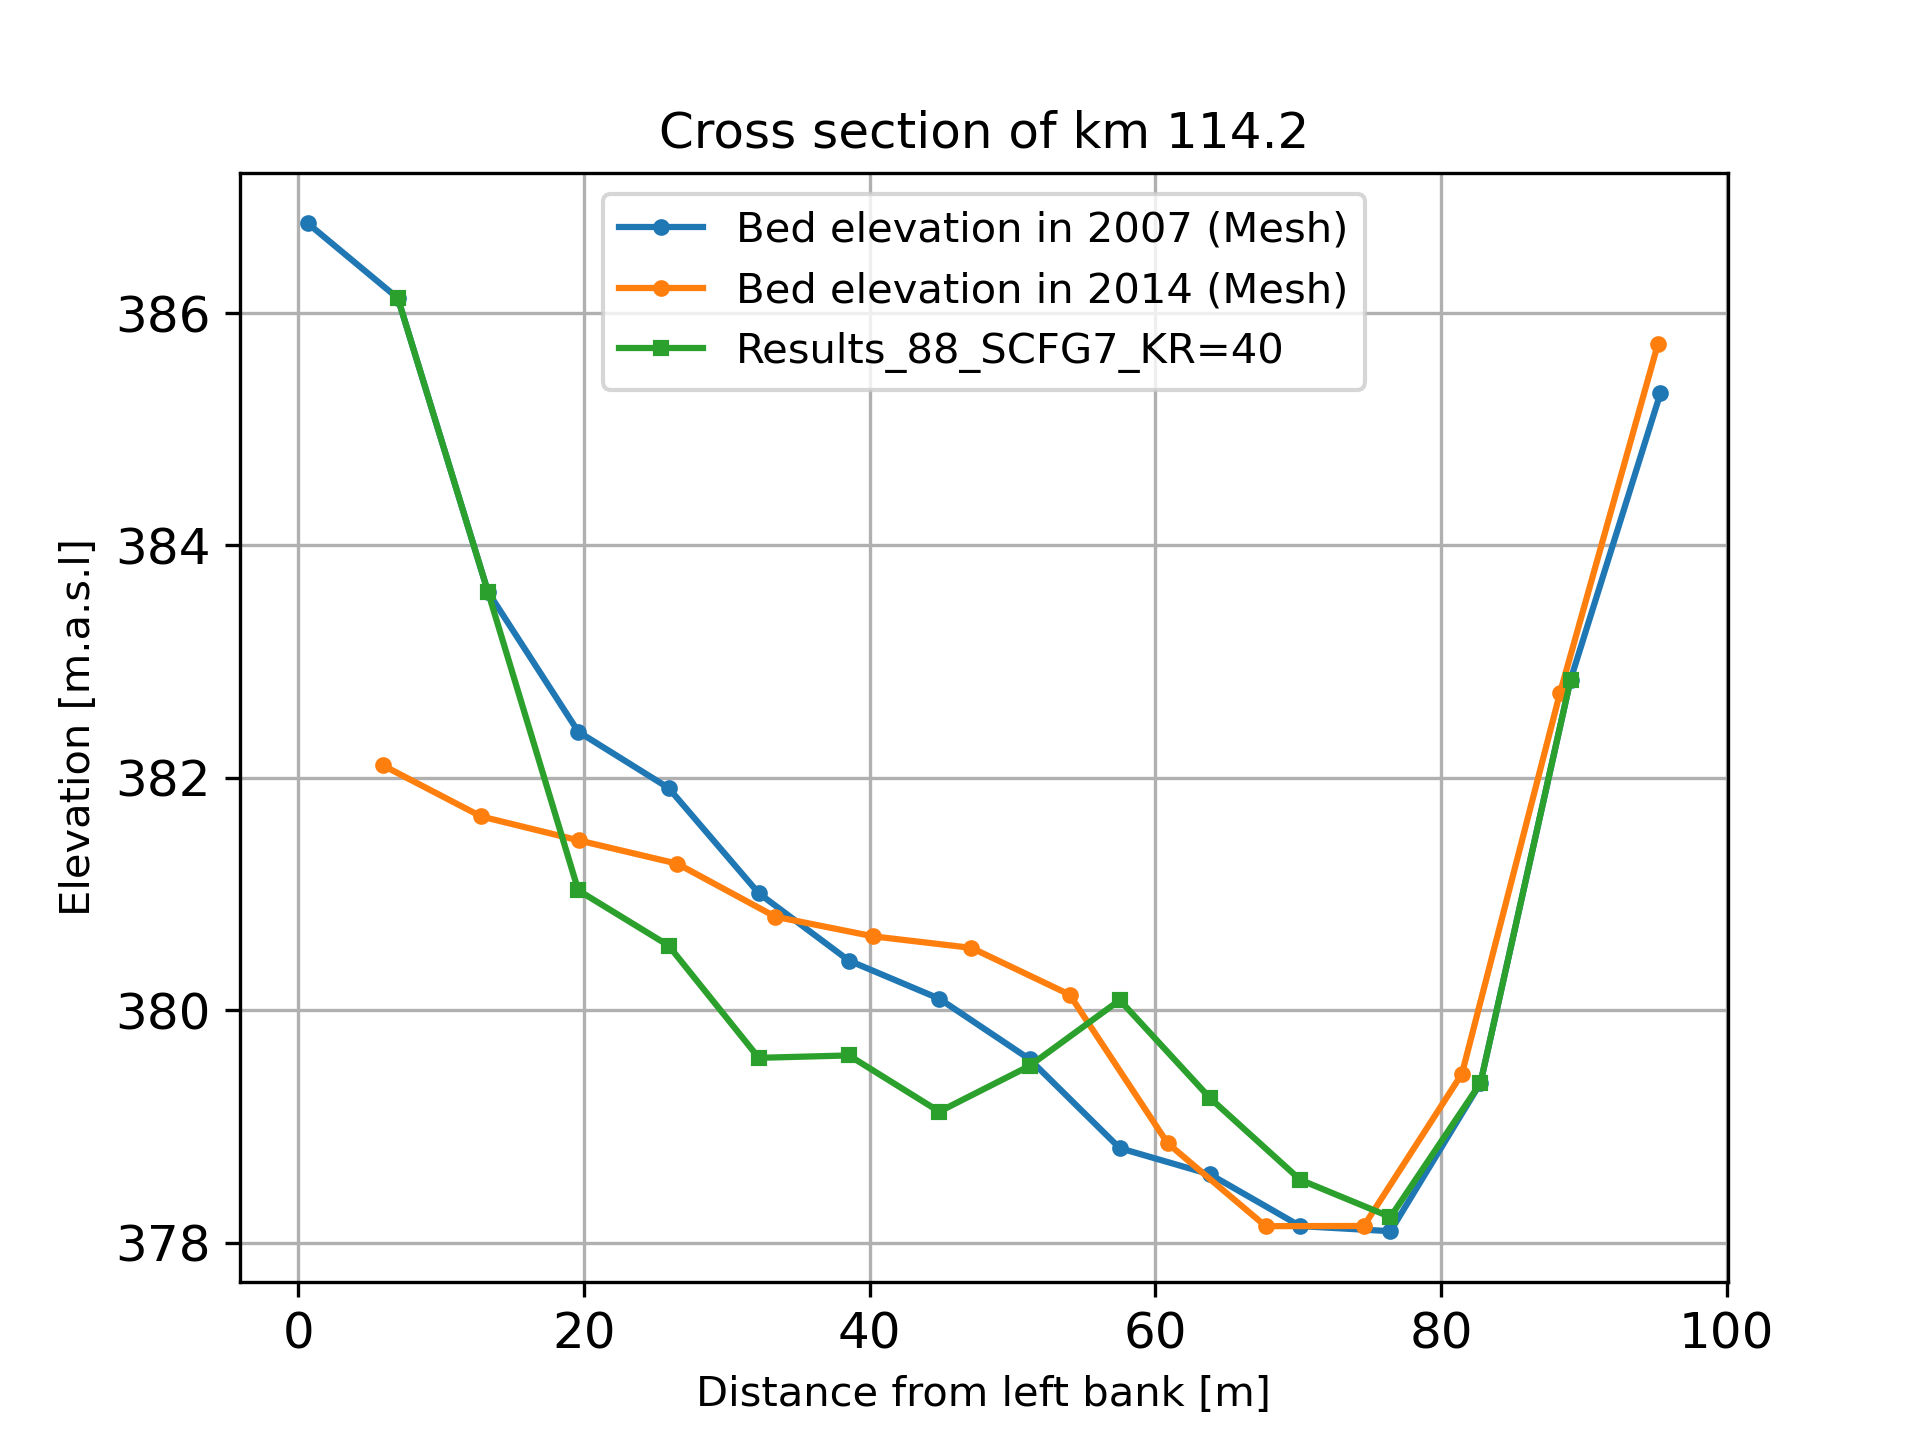 Cross section of km 114.2
Bed elevation in 2007 (Mesh)
Bed elevation in 2014 (Mesh)
Results_88_SCFG7_KR=40
386
384
382
380
378
Elevation [m.a.s.l]
0 20 40 60 80 100
Distance from left bank [m]